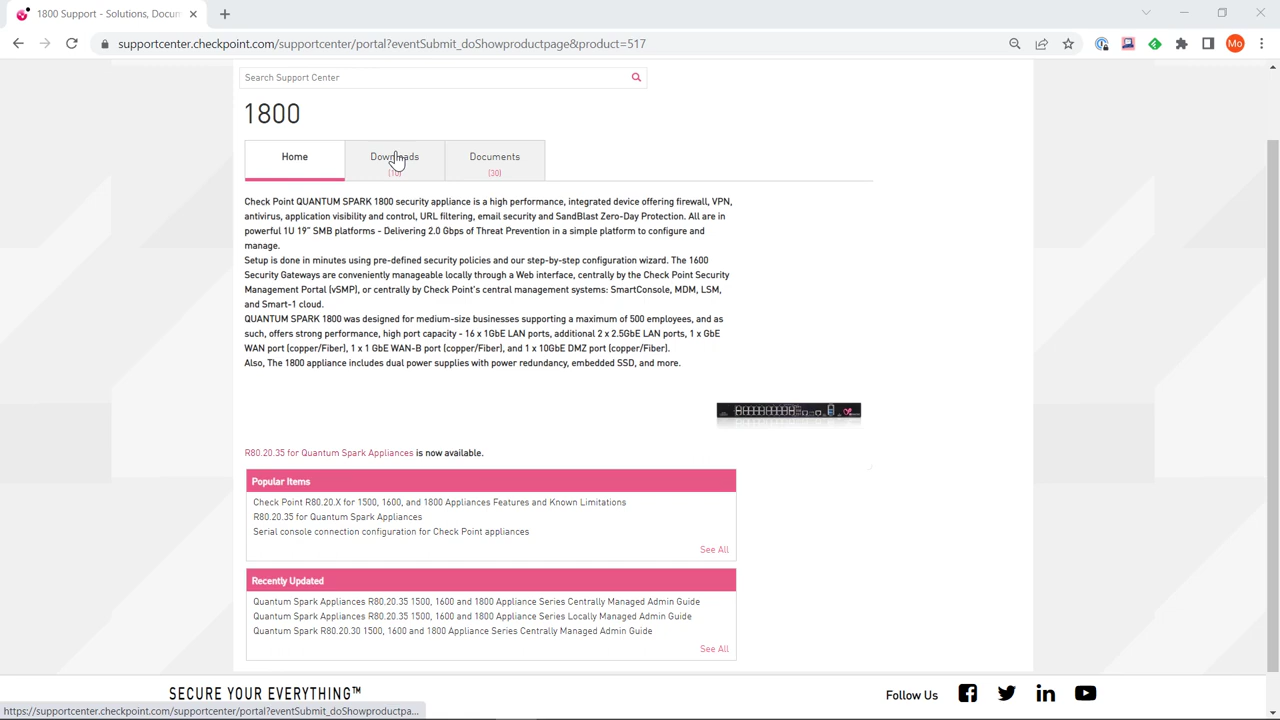 1800 Support - Solutions, Docum
supportcenter.checkpoint.com/supportcenter/portal?eventSubmit_doShowproductpage&product=517
Mo
Search Support Center
1800
Home
Downloads
(10)
Documents
(30)
Check Point QUANTUM SPARK 1800 security appliance is a high performance, integrated device offering firewall, VPN,
antivirus, application visibility and control, URL filtering, email security and SandBlast Zero-Day Protection. All are in
powerful 1U 19" SMB platforms - Delivering 2.0 Gbps of Threat Prevention in a simple platform to configure and
manage.
Setup is done in minutes using pre-defined security policies and our step-by-step configuration wizard. The 1600
Security Gateways are conveniently manageable locally through a Web interface, centrally by the Check Point Security
Management Portal (vSMP), or centrally by Check Point's central management systems: SmartConsole, MDM, LSM,
and Smart-1 cloud.
QUANTUM SPARK 1800 was designed for medium-size businesses supporting a maximum of 500 employees, and as
such, offers strong performance, high port capacity - 16 x 1GbE LAN ports, additional 2 x 2.5GbE LAN ports, 1 x GbE
WAN port (copper/Fiber), 1 x 1 GbE WAN-B port (copper/Fiber), and 1 x 10GbE DMZ port (copper/Fiber).
Also, The 1800 appliance includes dual power supplies with power redundancy, embedded SSD, and more.
R80.20.35 for Quantum Spark Appliances is now available.
Popular Items
Check Point R80.20.X for 1500, 1600, and 1800 Appliances Features and Known Limitations
R80.20.35 for Quantum Spark Appliances
Serial console connection configuration for Check Point appliances
See All
Recently Updated
Quantum Spark Appliances R80.20.35 1500, 1600 and 1800 Appliance Series Centrally Managed Admin Guide
Quantum Spark Appliances R80.20.35 1500, 1600 and 1800 Appliance Series Locally Managed Admin Guide
Quantum Spark R80.20.30 1500, 1600 and 1800 Appliance Series Centrally Managed Admin Guide
See All
SECURE YOUR EVERYTHING™
Follow Us
https://supportcenter.checkpoint.com/supportcenter/portal?eventSubmit_doShowproductpa...